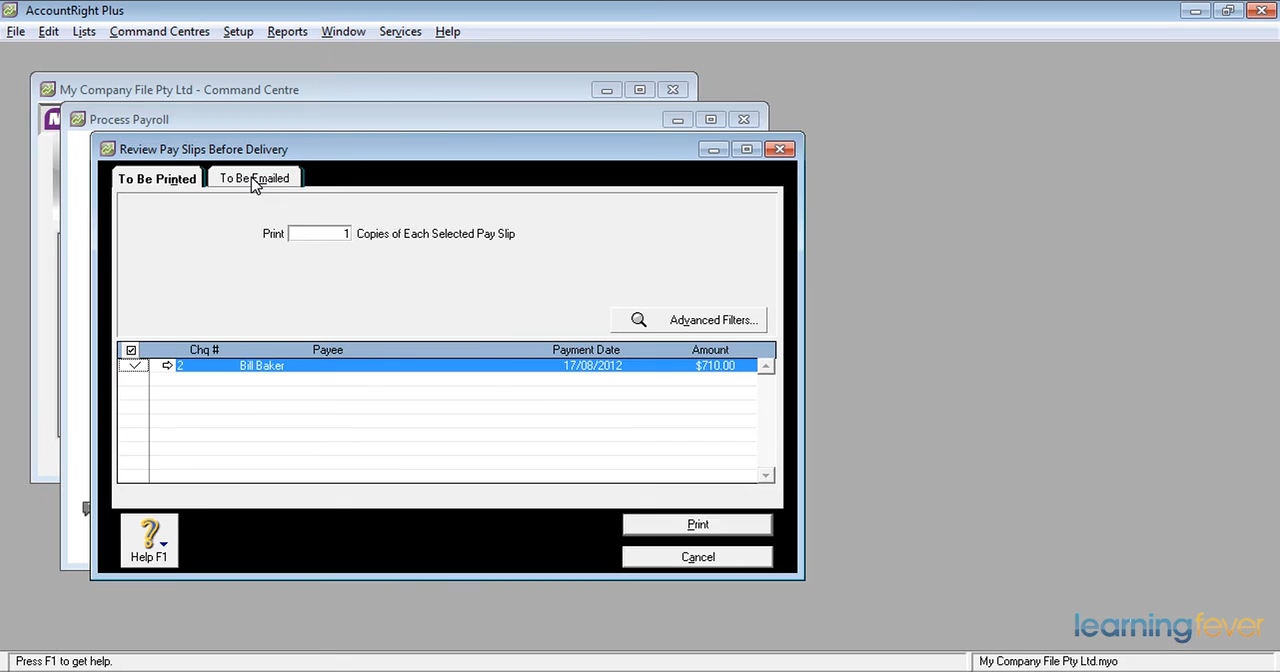 AccountRight Plus
File Edit Lists Command Centres Setup Reports Window Services Help
My Company File Pty Ltd - Command Centre
Process Payroll
Review Pay Slips Before Delivery
To Be Printed To Be Emailed
Print 1 Copies of Each Selected Pay Slip
Advanced Filters...
Chq # Payee Payment Date Amount
2 Bill Baker 17/08/2012 $710.00
Print
Help F1
Cancel
learningfever
Press F1 to get help. My Company File Pty Ltd.myo